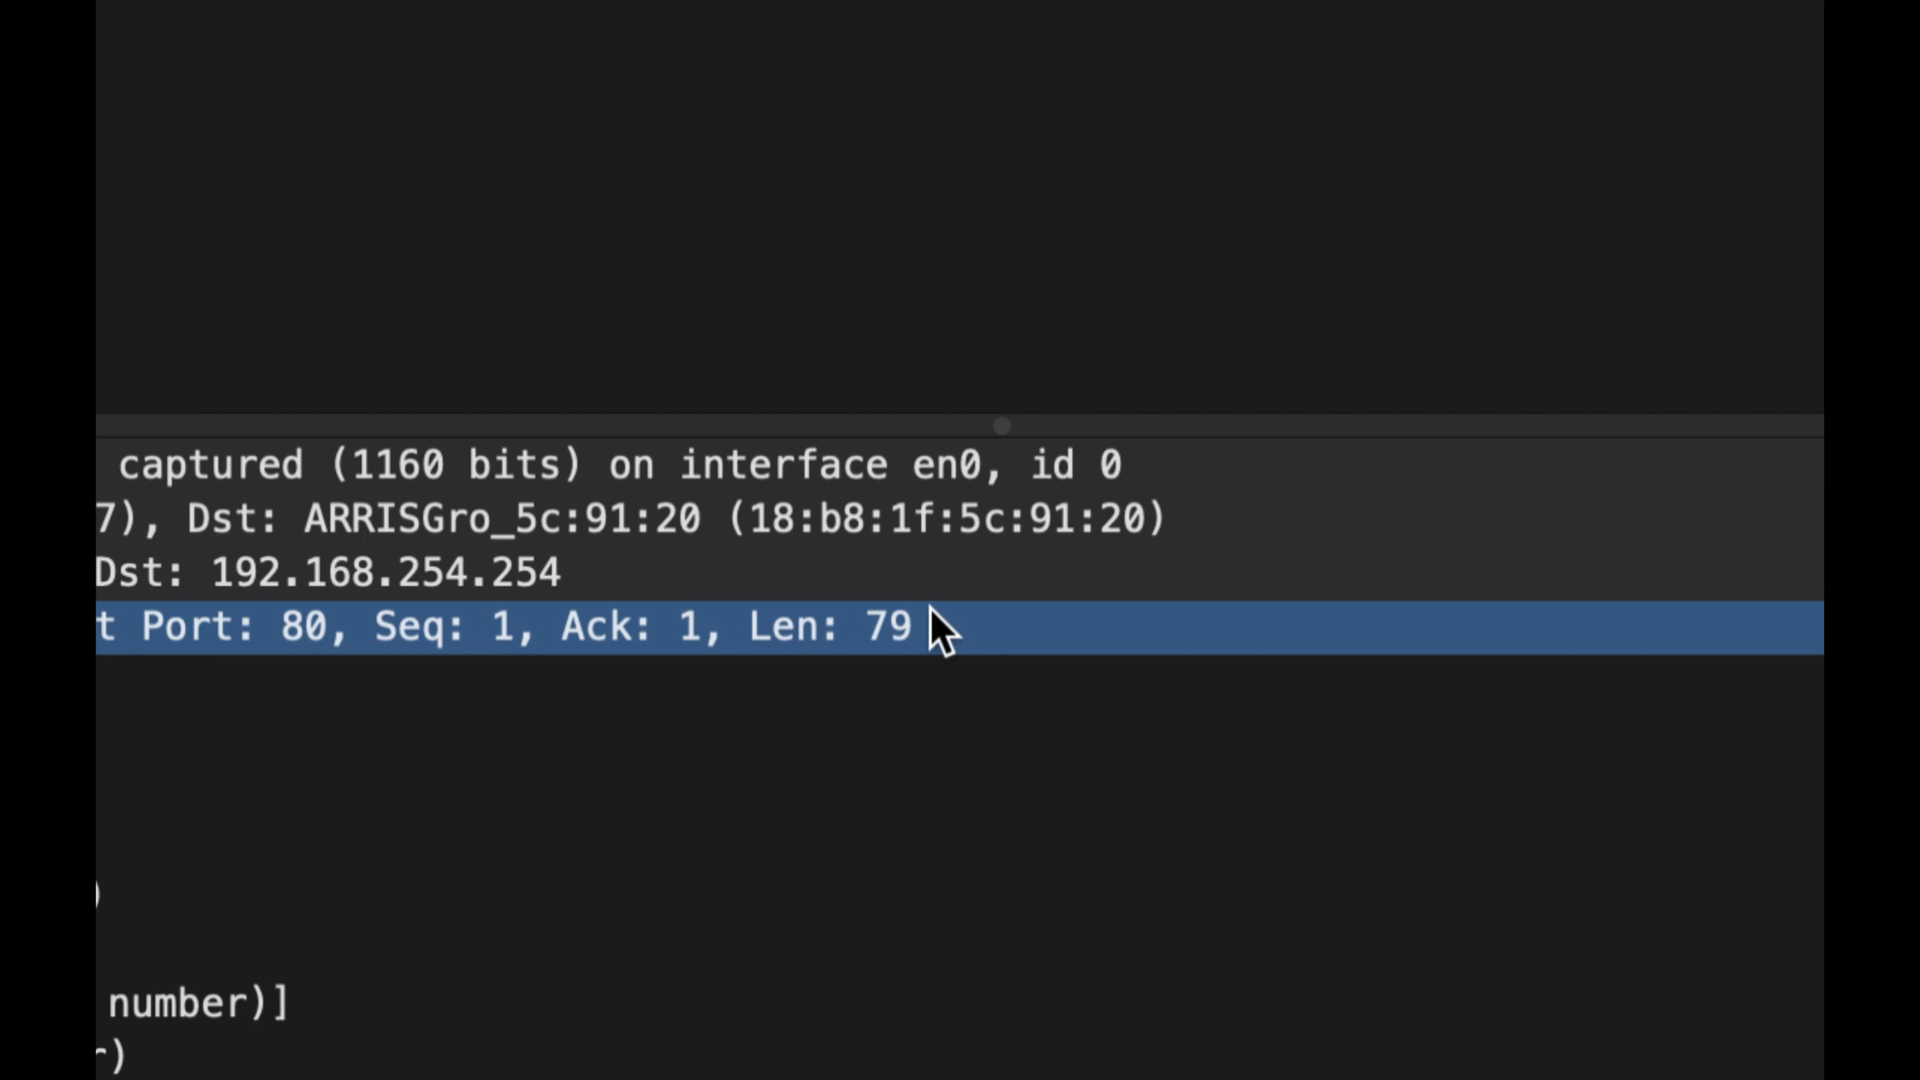 captured (1160 bits) on interface en0, id 0
7), Dst: ARRISGro_5c:91:20 (18:b8:1f:5c:91:20)
Dst: 192.168.254.254
t Port: 80, Seq: 1, Ack: 1, Len: 79
)
number)]
r)